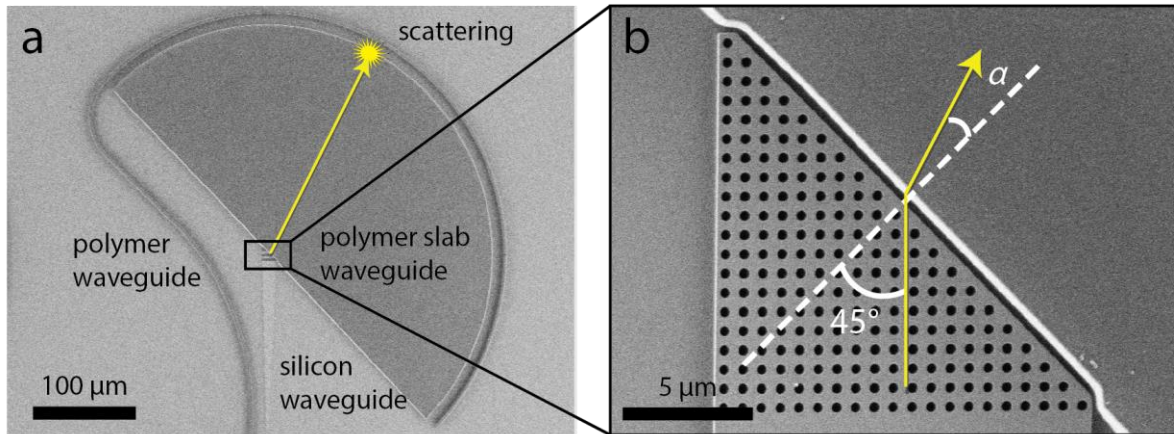 a
scattering
polymer
waveguide
polymer slab
waveguide
silicon
waveguide
100 μm
b
α
45°
5 μm